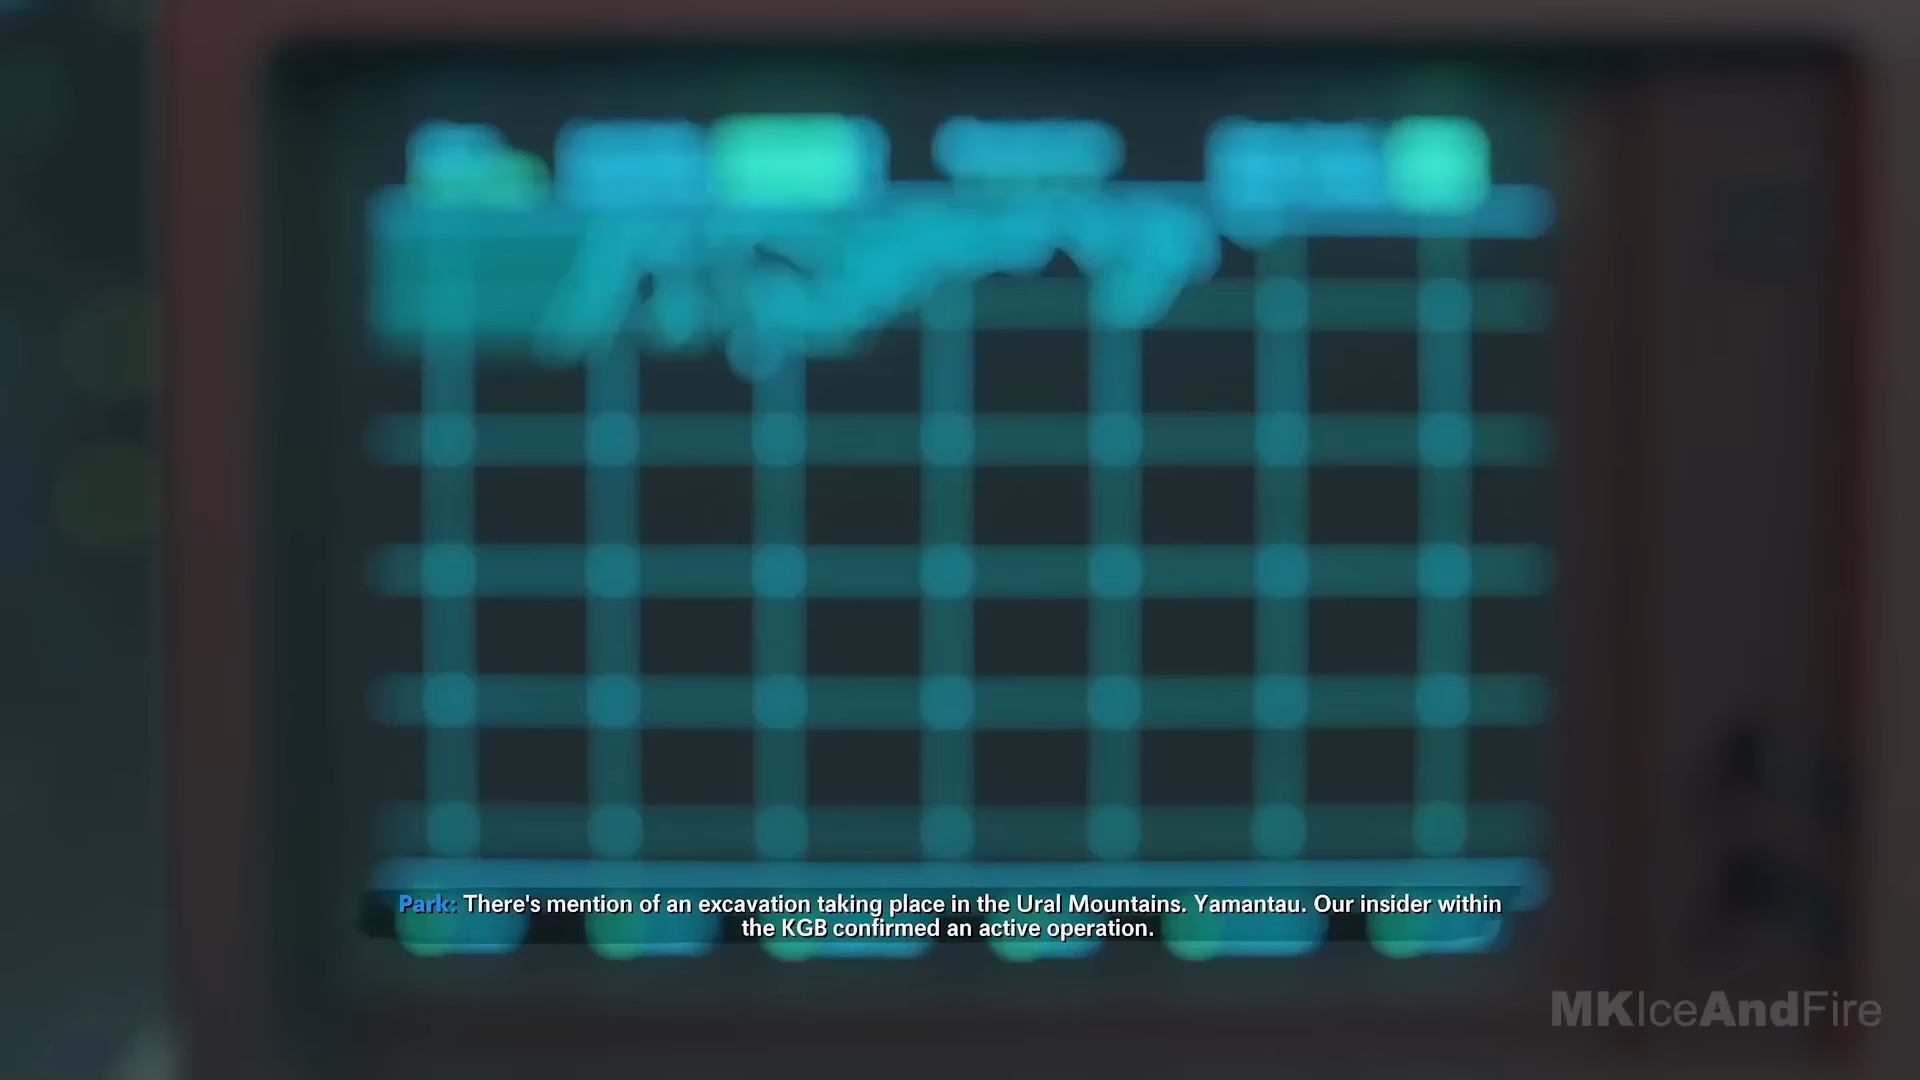 Park: There's mention of an excavation taking place in the Ural Mountains. Yamantau. Our insider within
the KGB confirmed an active operation.
MKIceAndFire